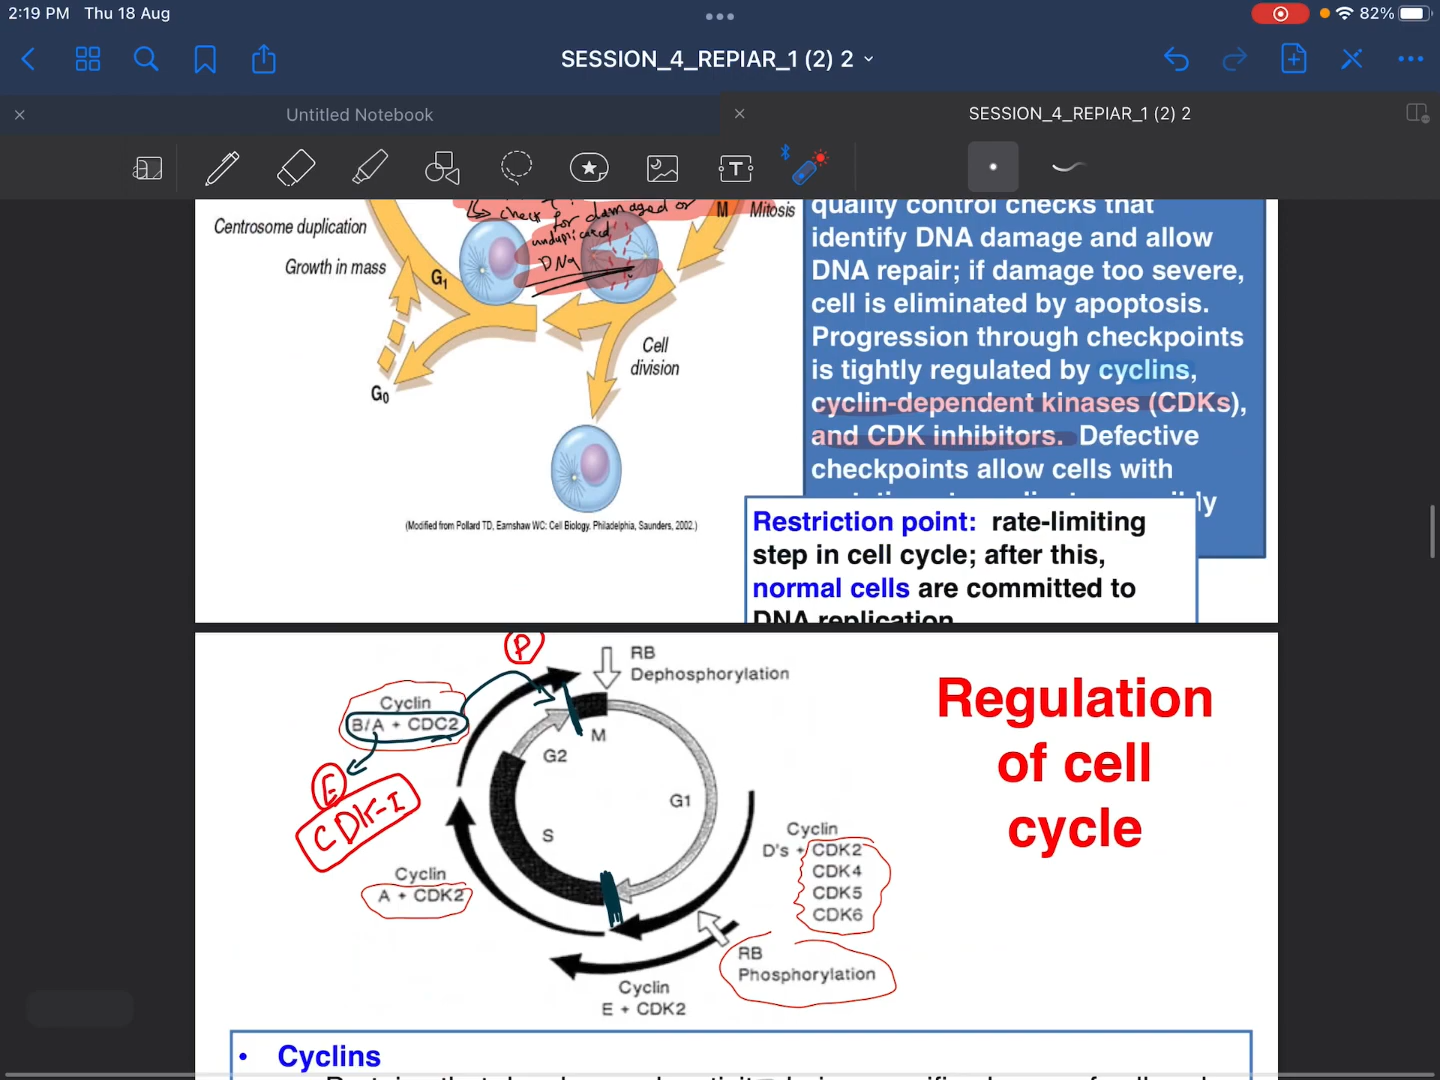 2:19 PM Thu 18 Aug
82%
SESSION_4_REPIAR_1 (2) 2
Untitled Notebook
SESSION_4_REPIAR_1 (2) 2
Centrosome duplication
Growth in mass
G1
G0
check for damaged or
unduplicated
DNA
M Mitosis
Cell
division
(Modified from Pollard TD, Earnshaw WC: Cell Biology. Philadelphia, Saunders, 2002.)
quality control checks that
identify DNA damage and allow
DNA repair; if damage too severe,
cell is eliminated by apoptosis.
Progression through checkpoints
is tightly regulated by cyclins,
cyclin-dependent kinases (CDKs),
and CDK inhibitors. Defective
checkpoints allow cells with
Restriction point: rate-limiting
step in cell cycle; after this,
normal cells are committed to
DNA replication
P
RB
Dephosphorylation
Cyclin
B/A + CDC2
E
CDK-I
M
G2
G1
S
Cyclin
A + CDK2
Cyclin
D's + CDK2
CDK4
CDK5
CDK6
RB
Phosphorylation
Cyclin
E + CDK2
Regulation
of cell
cycle
• Cyclins